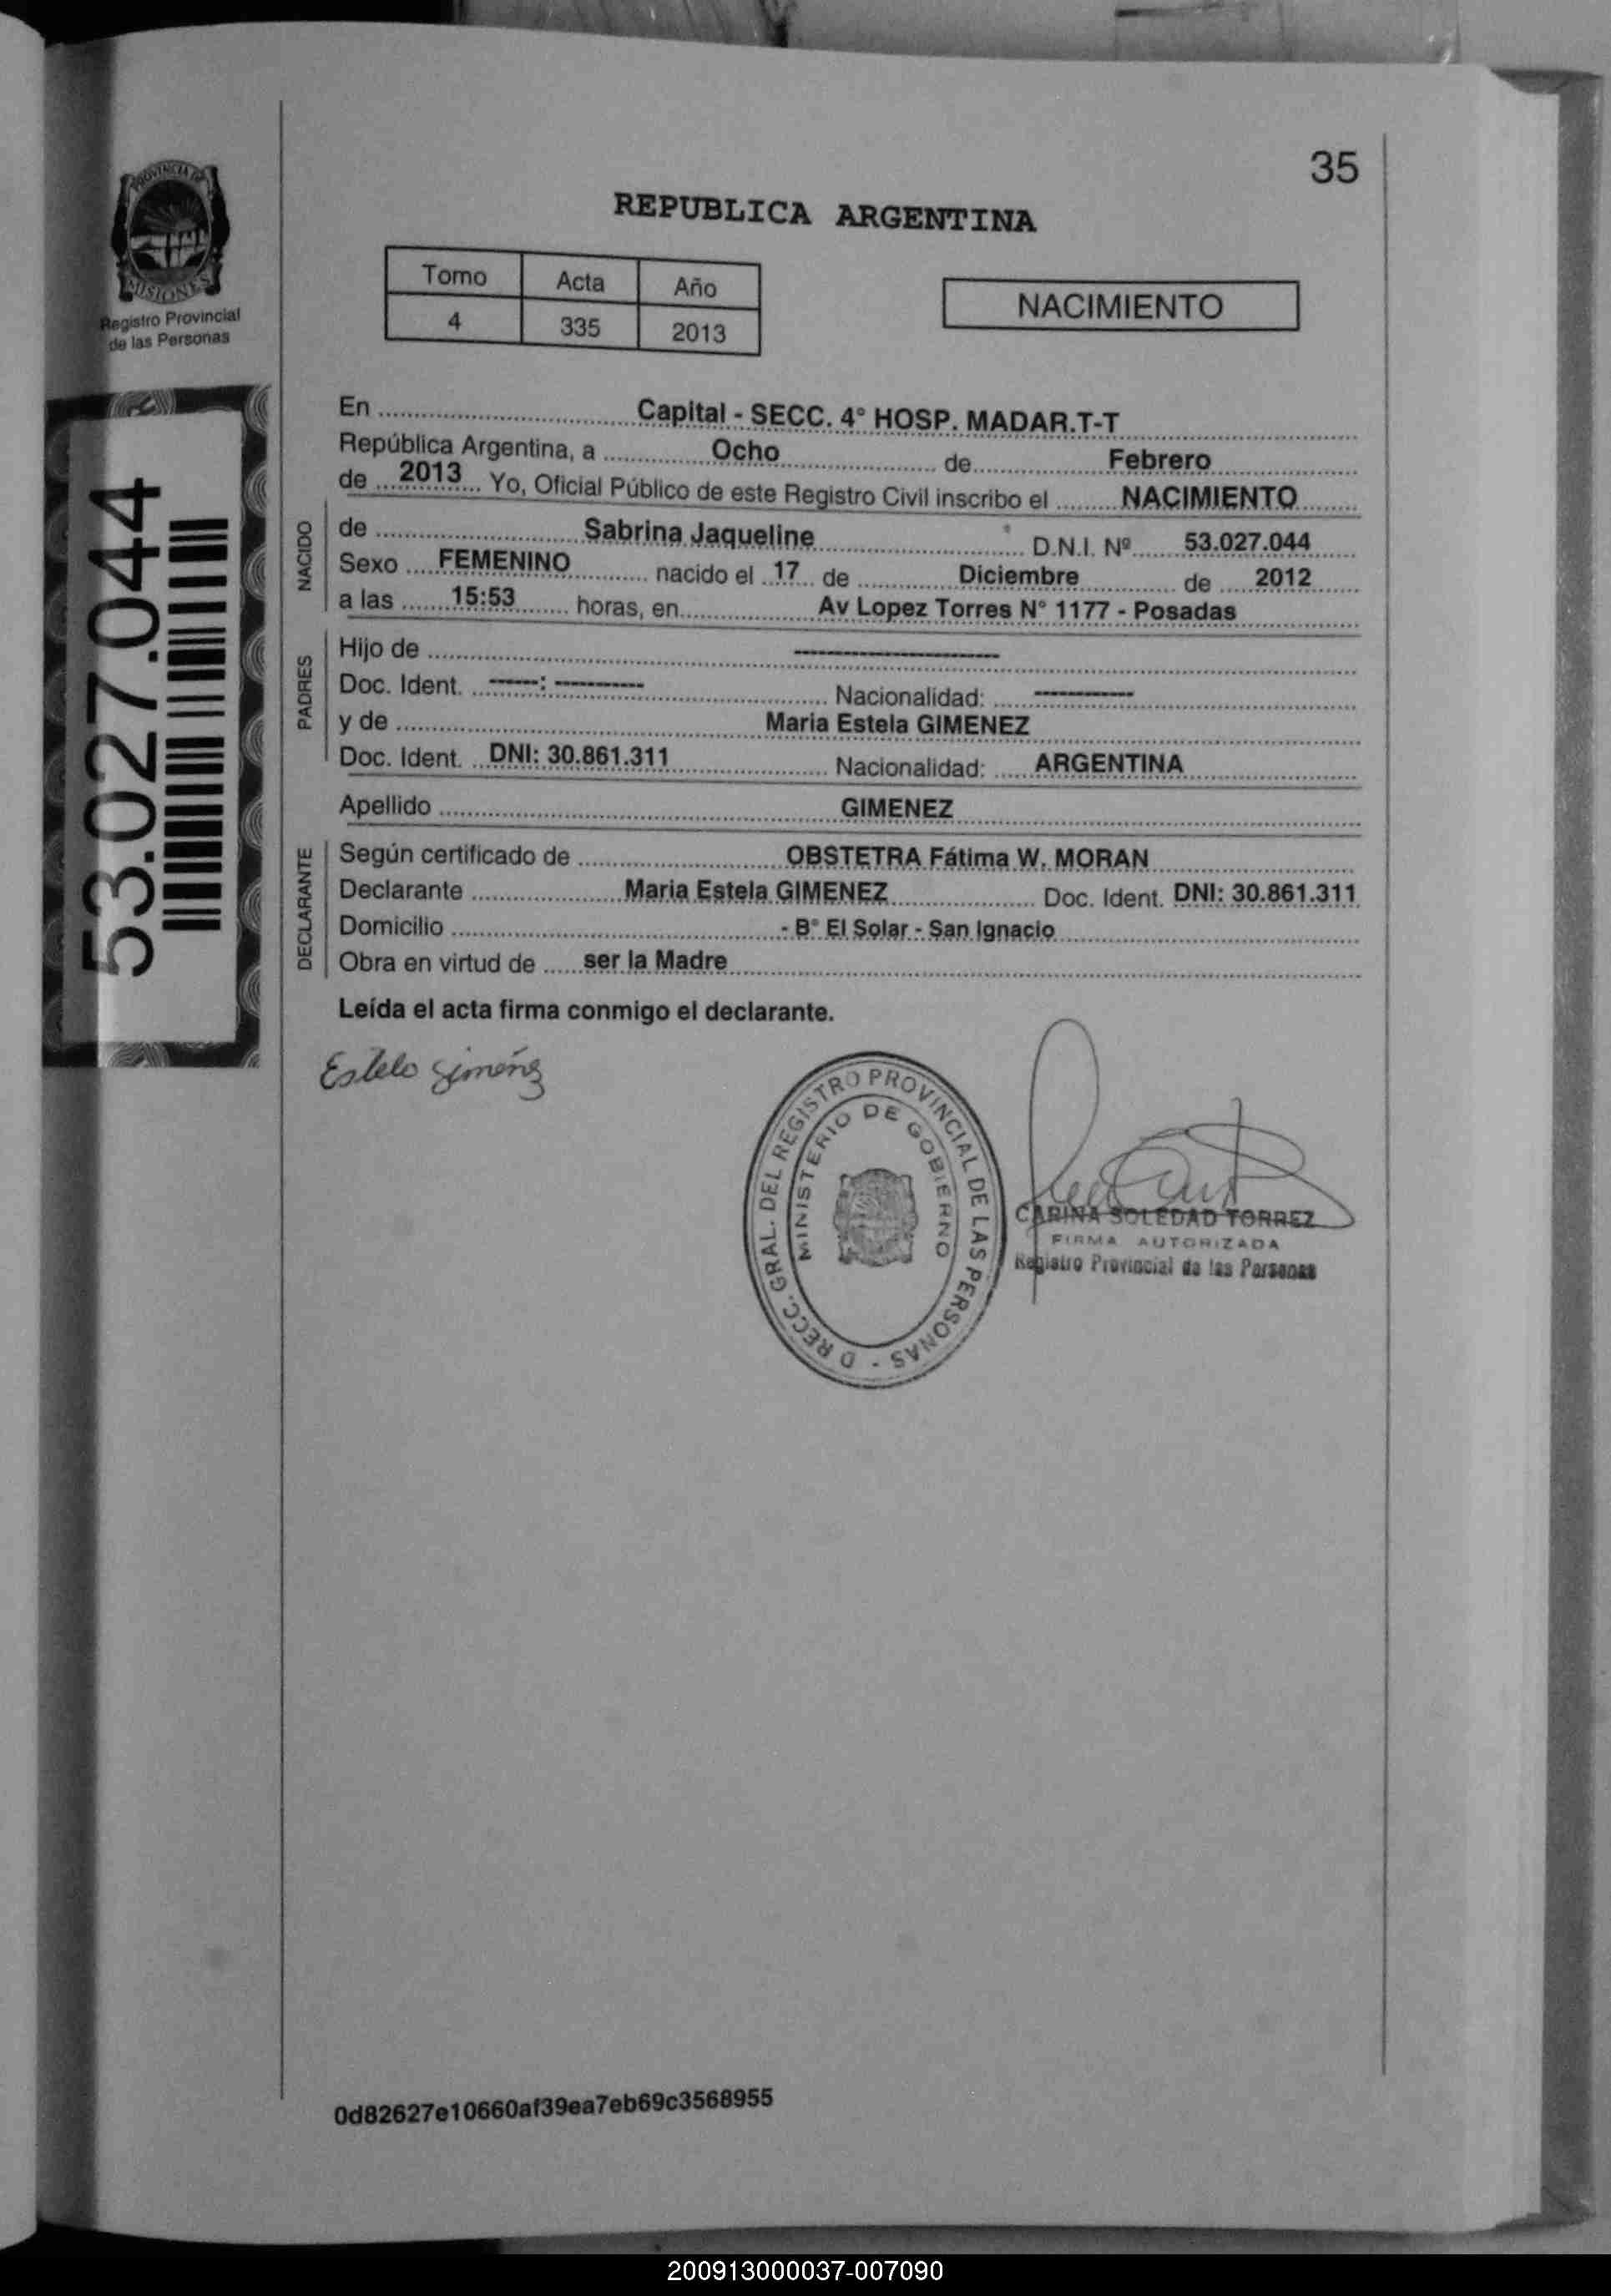 35
PROVINCIA DE
MISIONES
Registro Provincial
de las Personas
53.027.044
REPUBLICA ARGENTINA
Tomo Acta Año
4 335 2013
NACIMIENTO
En Capital - SECC. 4° HOSP. MADAR.T-T
República Argentina, a Ocho de Febrero
de 2013 Yo, Oficial Público de este Registro Civil inscribo el NACIMIENTO
NACIDO
de Sabrina Jaqueline D.N.I. Nº 53.027.044
Sexo FEMENINO nacido el 17 de Diciembre de 2012
a las 15:53 horas, en Av Lopez Torres N° 1177 - Posadas
PADRES
Hijo de --------------------
Doc. Ident. -----: --------- Nacionalidad: ----------
y de Maria Estela GIMENEZ
Doc. Ident. DNI: 30.861.311 Nacionalidad: ARGENTINA
Apellido GIMENEZ
DECLARANTE
Según certificado de OBSTETRA Fátima W. MORAN
Declarante Maria Estela GIMENEZ Doc. Ident. DNI: 30.861.311
Domicilio - B° El Solar - San Ignacio
Obra en virtud de ser la Madre
Leída el acta firma conmigo el declarante.
Estela Gimenez
D RECC. GRAL. DEL REGISTRO PROVINCIAL DE LAS PERSONAS -
MINISTERIO DE GOBIERNO
CARINA SOLEDAD TORREZ
FIRMA AUTORIZADA
Registro Provincial de las Personas
0d82627e10660af39ea7eb69c3568955
200913000037-007090